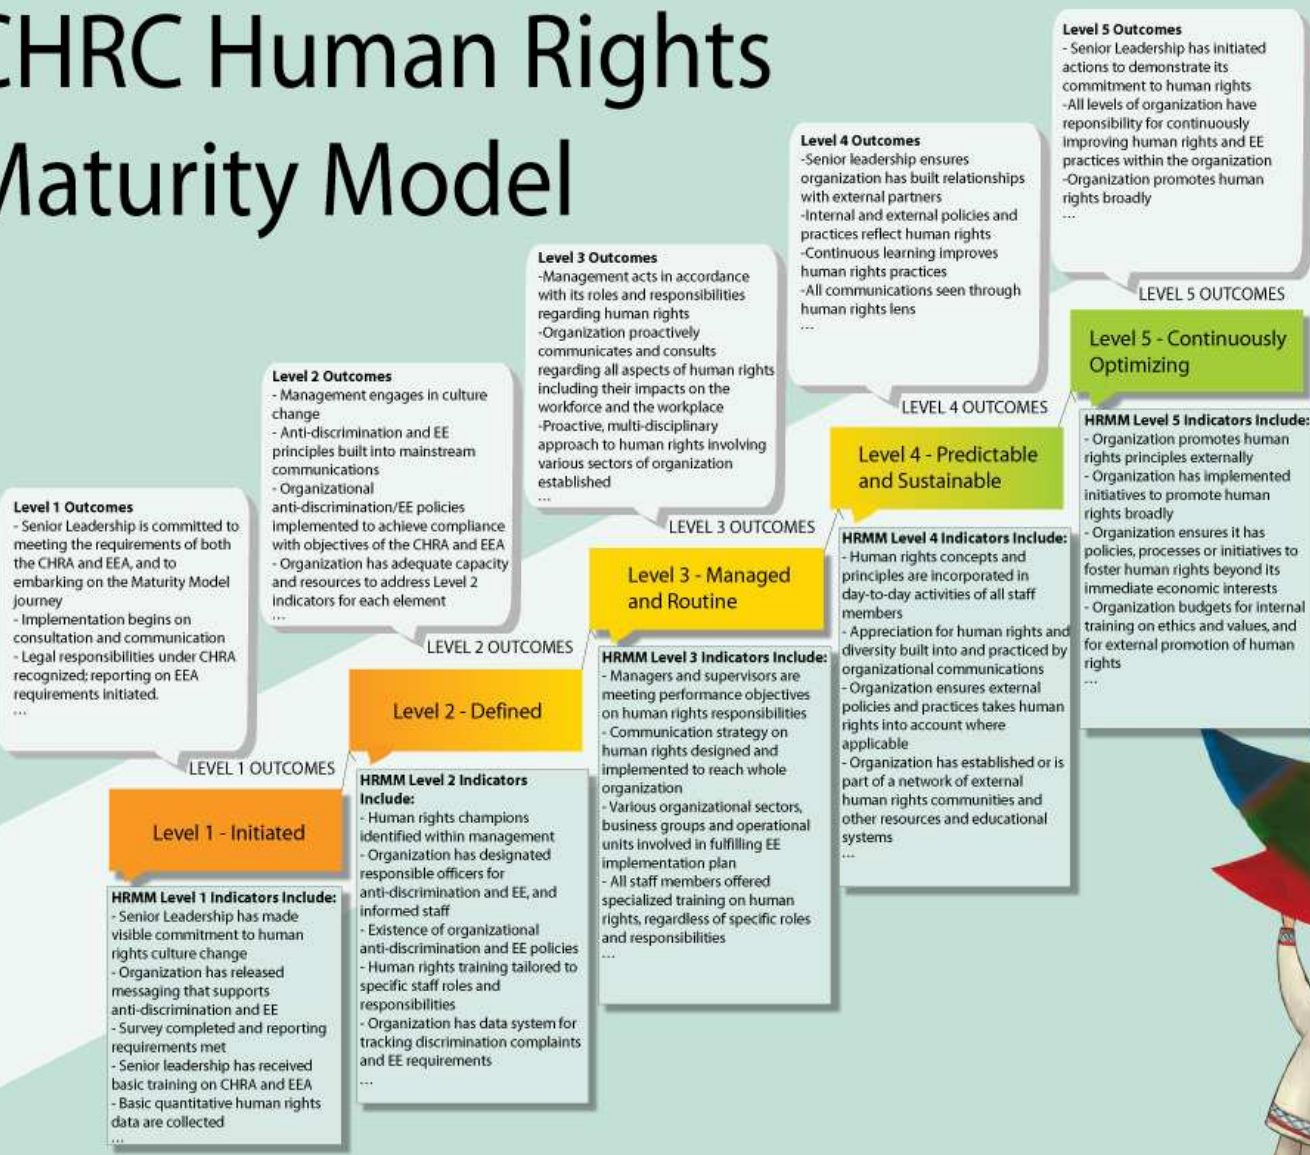 CHRC Human Rights
Maturity Model
Level 5 Outcomes
- Senior Leadership has initiated
actions to demonstrate its
commitment to human rights
-All levels of organization have
reponsibility for continuously
improving human rights and EE
practices within the organization
-Organization promotes human
rights broadly
...
LEVEL 5 OUTCOMES
Level 5 - Continuously
Optimizing
HRMM Level 5 Indicators Include:
- Organization promotes human
rights principles externally
- Organization has implemented
initiatives to promote human
rights broadly
- Organization ensures it has
policies, processes or initiatives to
foster human rights beyond its
immediate economic interests
- Organization budgets for internal
training on ethics and values, and
for external promotion of human
rights
...
Level 4 Outcomes
-Senior leadership ensures
organization has built relationships
with external partners
-Internal and external policies and
practices reflect human rights
-Continuous learning improves
human rights practices
-All communications seen through
human rights lens
...
LEVEL 4 OUTCOMES
Level 4 - Predictable
and Sustainable
HRMM Level 4 Indicators Include:
- Human rights concepts and
principles are incorporated in
day-to-day activities of all staff
members
- Appreciation for human rights and
diversity built into and practiced by
organizational communications
- Organization ensures external
policies and practices takes human
rights into account where
applicable
- Organization has established or is
part of a network of external
human rights communities and
other resources and educational
systems
...
Level 3 Outcomes
-Management acts in accordance
with its roles and responsibilities
regarding human rights
-Organization proactively
communicates and consults
regarding all aspects of human rights
including their impacts on the
workforce and the workplace
-Proactive, multi-disciplinary
approach to human rights involving
various sectors of organization
established
...
LEVEL 3 OUTCOMES
Level 3 - Managed
and Routine
HRMM Level 3 Indicators Include:
- Managers and supervisors are
meeting performance objectives
on human rights responsibilities
- Communication strategy on
human rights designed and
implemented to reach whole
organization
- Various organizational sectors,
business groups and operational
units involved in fulfilling EE
implementation plan
- All staff members offered
specialized training on human
rights, regardless of specific roles
and responsibilities
...
Level 2 Outcomes
- Management engages in culture
change
- Anti-discrimination and EE
principles built into mainstream
communications
- Organizational
anti-discrimination/EE policies
implemented to achieve compliance
with objectives of the CHRA and EEA
- Organization has adequate capacity
and resources to address Level 2
indicators for each element
...
LEVEL 2 OUTCOMES
Level 2 - Defined
HRMM Level 2 Indicators
Include:
- Human rights champions
identified within management
- Organization has designated
responsible officers for
anti-discrimination and EE, and
informed staff
- Existence of organizational
anti-discrimination and EE policies
- Human rights training tailored to
specific staff roles and
responsibilities
- Organization has data system for
tracking discrimination complaints
and EE requirements
...
Level 1 Outcomes
- Senior Leadership is committed to
meeting the requirements of both
the CHRA and EEA, and to
embarking on the Maturity Model
journey
- Implementation begins on
consultation and communication
- Legal responsibilities under CHRA
recognized; reporting on EEA
requirements initiated.
...
LEVEL 1 OUTCOMES
Level 1 - Initiated
HRMM Level 1 Indicators Include:
- Senior Leadership has made
visible commitment to human
rights culture change
- Organization has released
messaging that supports
anti-discrimination and EE
- Survey completed and reporting
requirements met
- Senior leadership has received
basic training on CHRA and EEA
- Basic quantitative human rights
data are collected
...